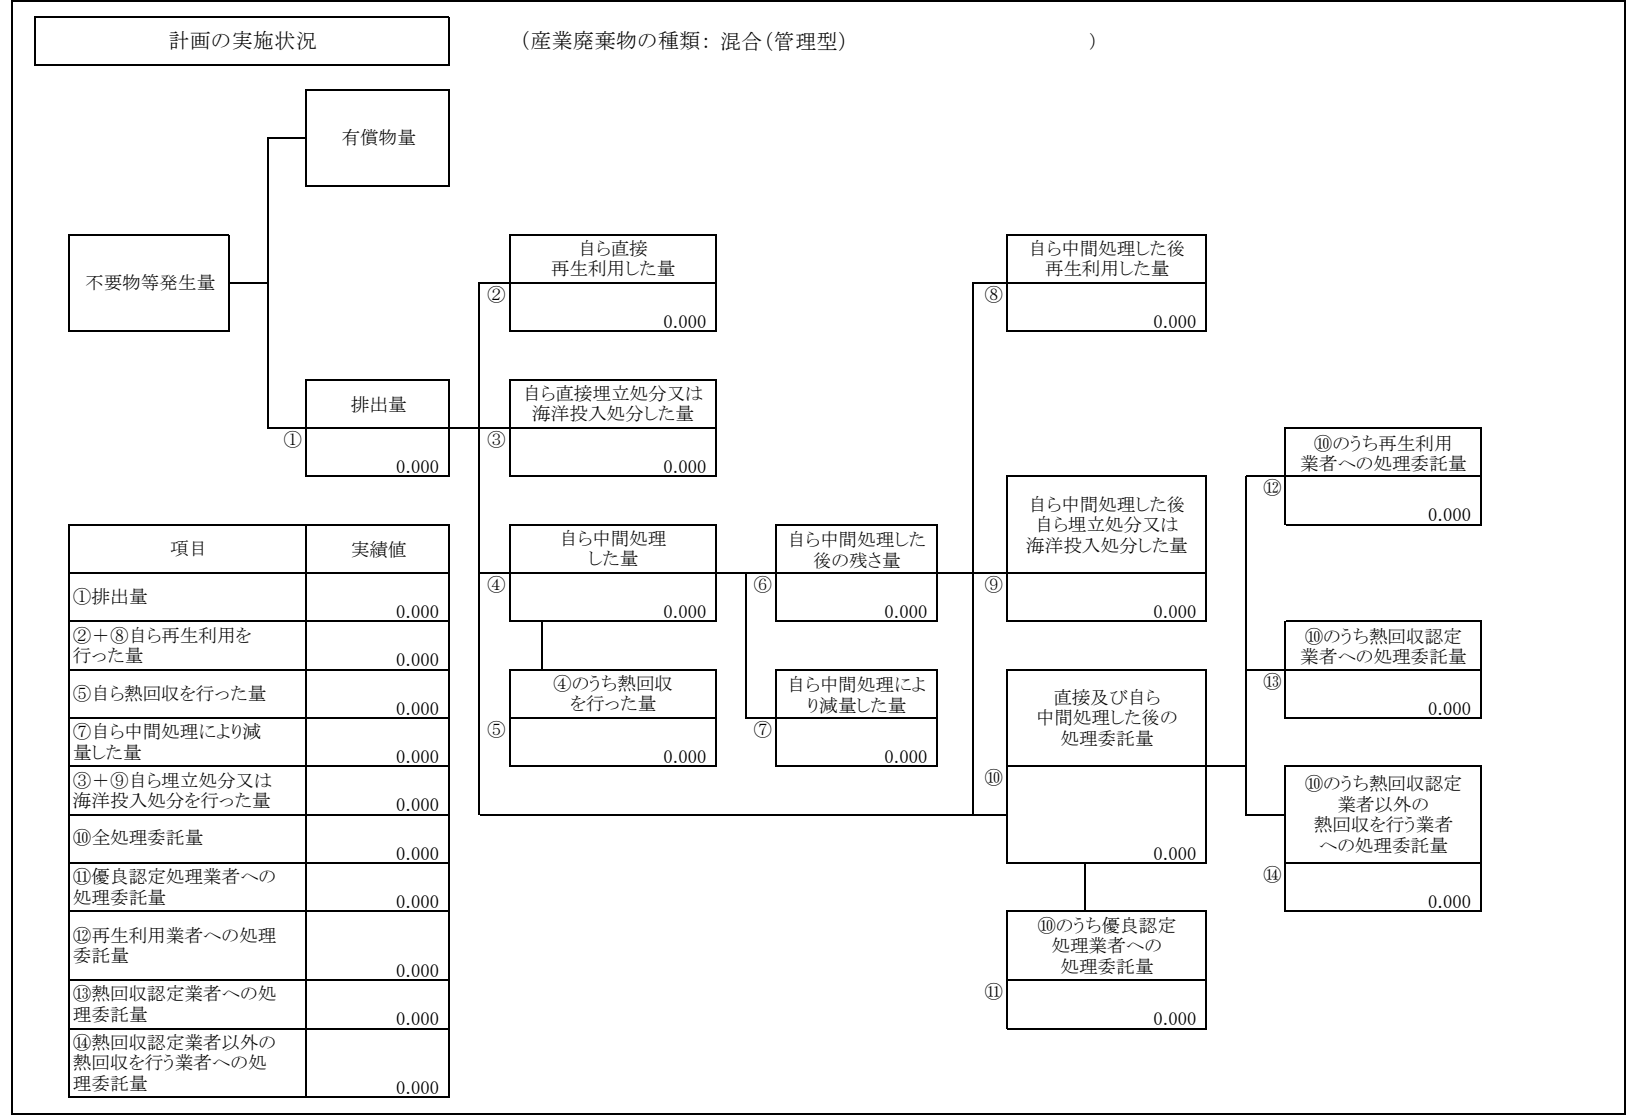 計画の実施状況
（産業廃棄物の種類：混合（管理型）　　　　　　　　　　　）
有償物量
不要物等発生量
自ら直接
再生利用した量
②
0.000
自ら中間処理した後
再生利用した量
⑧
0.000
排出量
①
0.000
自ら直接埋立処分又は
海洋投入処分した量
③
0.000
⑩のうち再生利用
業者への処理委託量
⑫
0.000
自ら中間処理
した量
④
0.000
自ら中間処理した
後の残さ量
⑥
0.000
自ら中間処理した後
自ら埋立処分又は
海洋投入処分した量
⑨
0.000
⑩のうち熱回収認定
業者への処理委託量
⑬
0.000
④のうち熱回収
を行った量
⑤
0.000
自ら中間処理によ
り減量した量
⑦
0.000
直接及び自ら
中間処理した後の
処理委託量
⑩
0.000
⑩のうち熱回収認定
業者以外の
熱回収を行う業者
への処理委託量
⑭
0.000
⑩のうち優良認定
処理業者への
処理委託量
⑪
0.000
項目 実績値
①排出量
0.000
②＋⑧自ら再生利用を
行った量
0.000
⑤自ら熱回収を行った量
0.000
⑦自ら中間処理により減
量した量
0.000
③＋⑨自ら埋立処分又は
海洋投入処分を行った量
0.000
⑩全処理委託量
0.000
⑪優良認定処理業者への
処理委託量
0.000
⑫再生利用業者への処理
委託量
0.000
⑬熱回収認定業者への処
理委託量
0.000
⑭熱回収認定業者以外の
熱回収を行う業者への処
理委託量
0.000